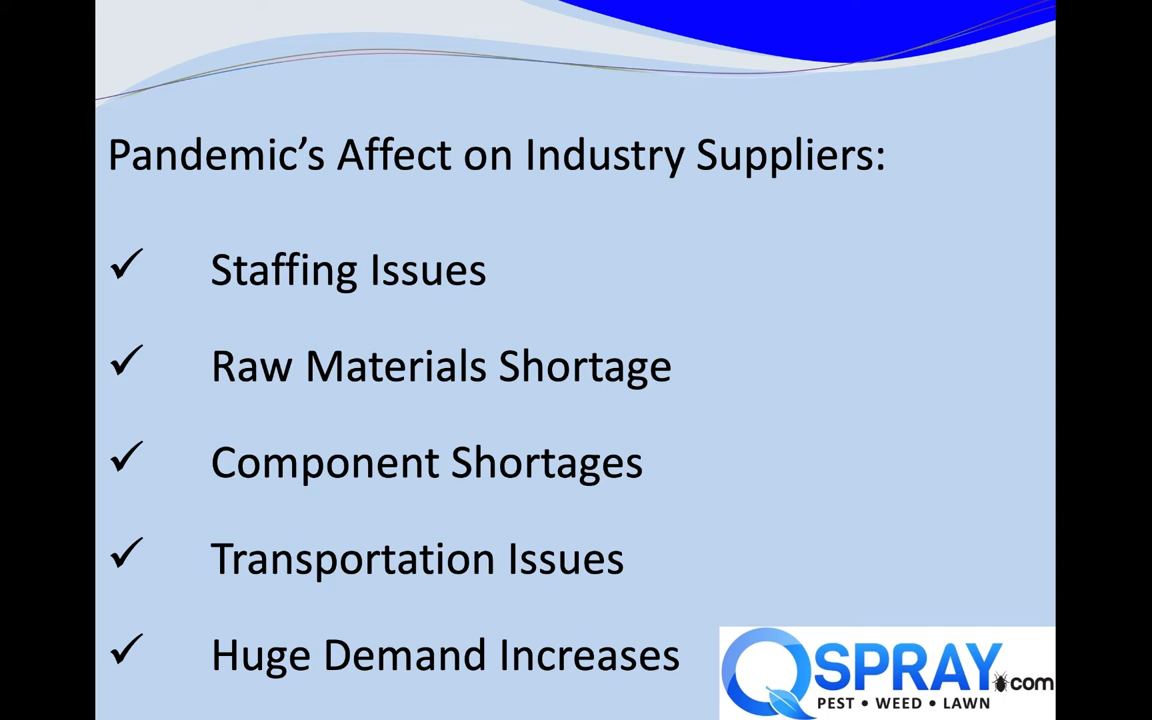 Pandemic’s Affect on Industry Suppliers:
✓ Staffing Issues
✓ Raw Materials Shortage
✓ Component Shortages
✓ Transportation Issues
✓ Huge Demand Increases
QSPRAY.com
PEST • WEED • LAWN